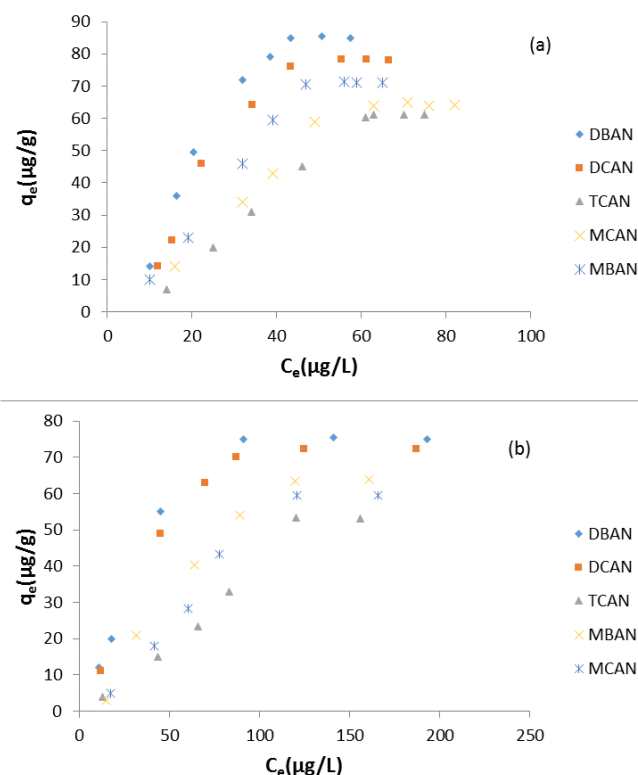 (a)
90
80
70
60
50
40
30
20
10
0
qe(µg/g)
0 20 40 60 80 100
Ce(µg/L)
DBAN
DCAN
TCAN
MCAN
MBAN
(b)
80
70
60
50
40
30
20
10
0
qe(µg/g)
0 50 100 150 200 250
Ce(µg/L)
DBAN
DCAN
TCAN
MBAN
MCAN